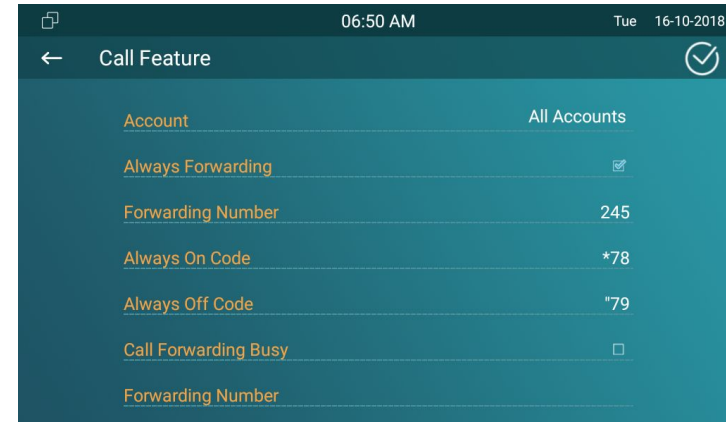 06:50 AM Tue 16-10-2018
Call Feature
Account All Accounts
Always Forwarding
Forwarding Number 245
Always On Code *78
Always Off Code "79
Call Forwarding Busy
Forwarding Number